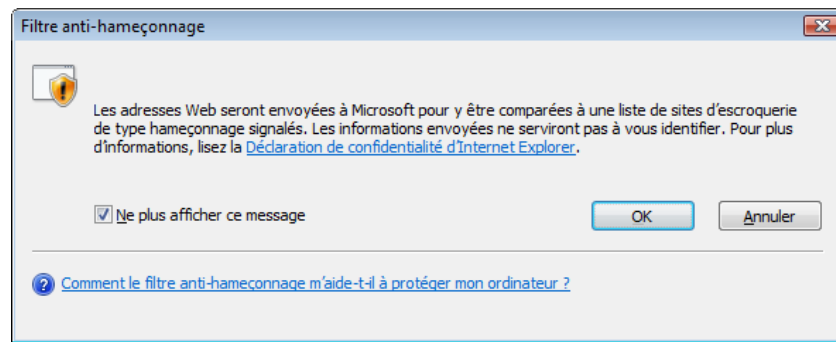 Filtre anti-hameçonnage
Les adresses Web seront envoyées à Microsoft pour y être comparées à une liste de sites d'escroquerie
de type hameçonnage signalés. Les informations envoyées ne serviront pas à vous identifier. Pour plus
d'informations, lisez la Déclaration de confidentialité d'Internet Explorer.
Ne plus afficher ce message
OK
Annuler
Comment le filtre anti-hameçonnage m'aide-t-il à protéger mon ordinateur ?